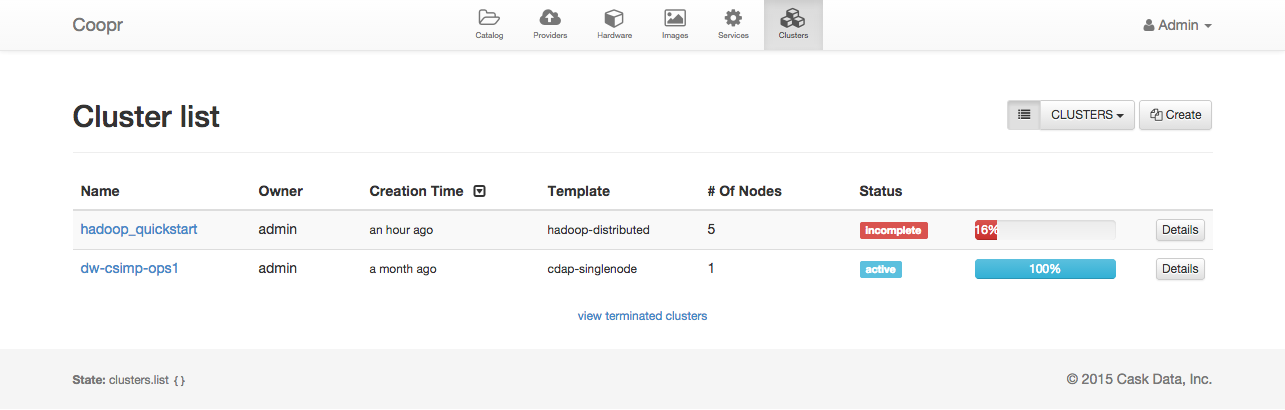 Coopr
Catalog Providers Hardware Images Services Clusters
Admin
Cluster list
CLUSTERS Create
Name Owner Creation Time Template # Of Nodes Status
hadoop_quickstart admin an hour ago hadoop-distributed 5 Incomplete 16% Details
dw-csimp-ops1 admin a month ago cdap-singlenode 1 active 100% Details
view terminated clusters
State: clusters.list {} © 2015 Cask Data, Inc.